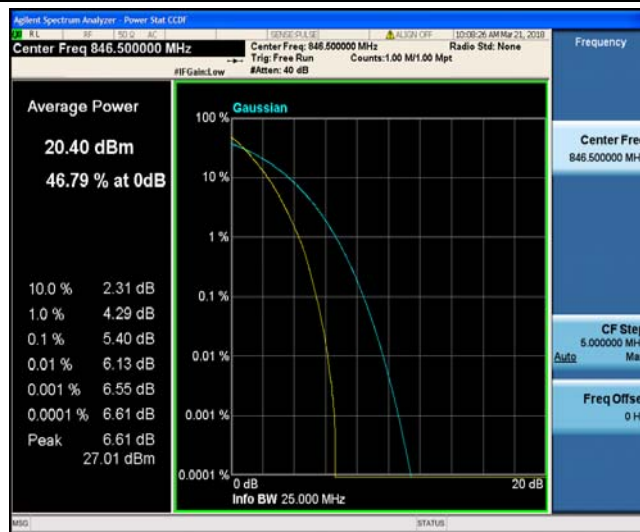 Agilent Spectrum Analyzer - Power Stat CCDF
RL RF 50 Ω AC SENSE:PULSE ALIGN OFF 10:08:26 AM Mar 21, 2018
Center Freq 846.500000 MHz
Center Freq: 846.500000 MHz Radio Std: None
Trig: Free Run Counts:1.00 M/1.00 Mpt
#IFGain:Low #Atten: 40 dB
Frequency
Average Power
20.40 dBm
46.79 % at 0dB
10.0 % 2.31 dB
1.0 % 4.29 dB
0.1 % 5.40 dB
0.01 % 6.13 dB
0.001 % 6.55 dB
0.0001 % 6.61 dB
Peak 6.61 dB
27.01 dBm
Gaussian
100 %
10 %
1 %
0.1 %
0.01 %
0.001 %
0.0001 %
0 dB 20 dB
Info BW 25.000 MHz
Center Fre
846.500000 MH
CF Ste
5.000000 MH
Auto Ma
Freq Offse
0 H
MSG STATUS